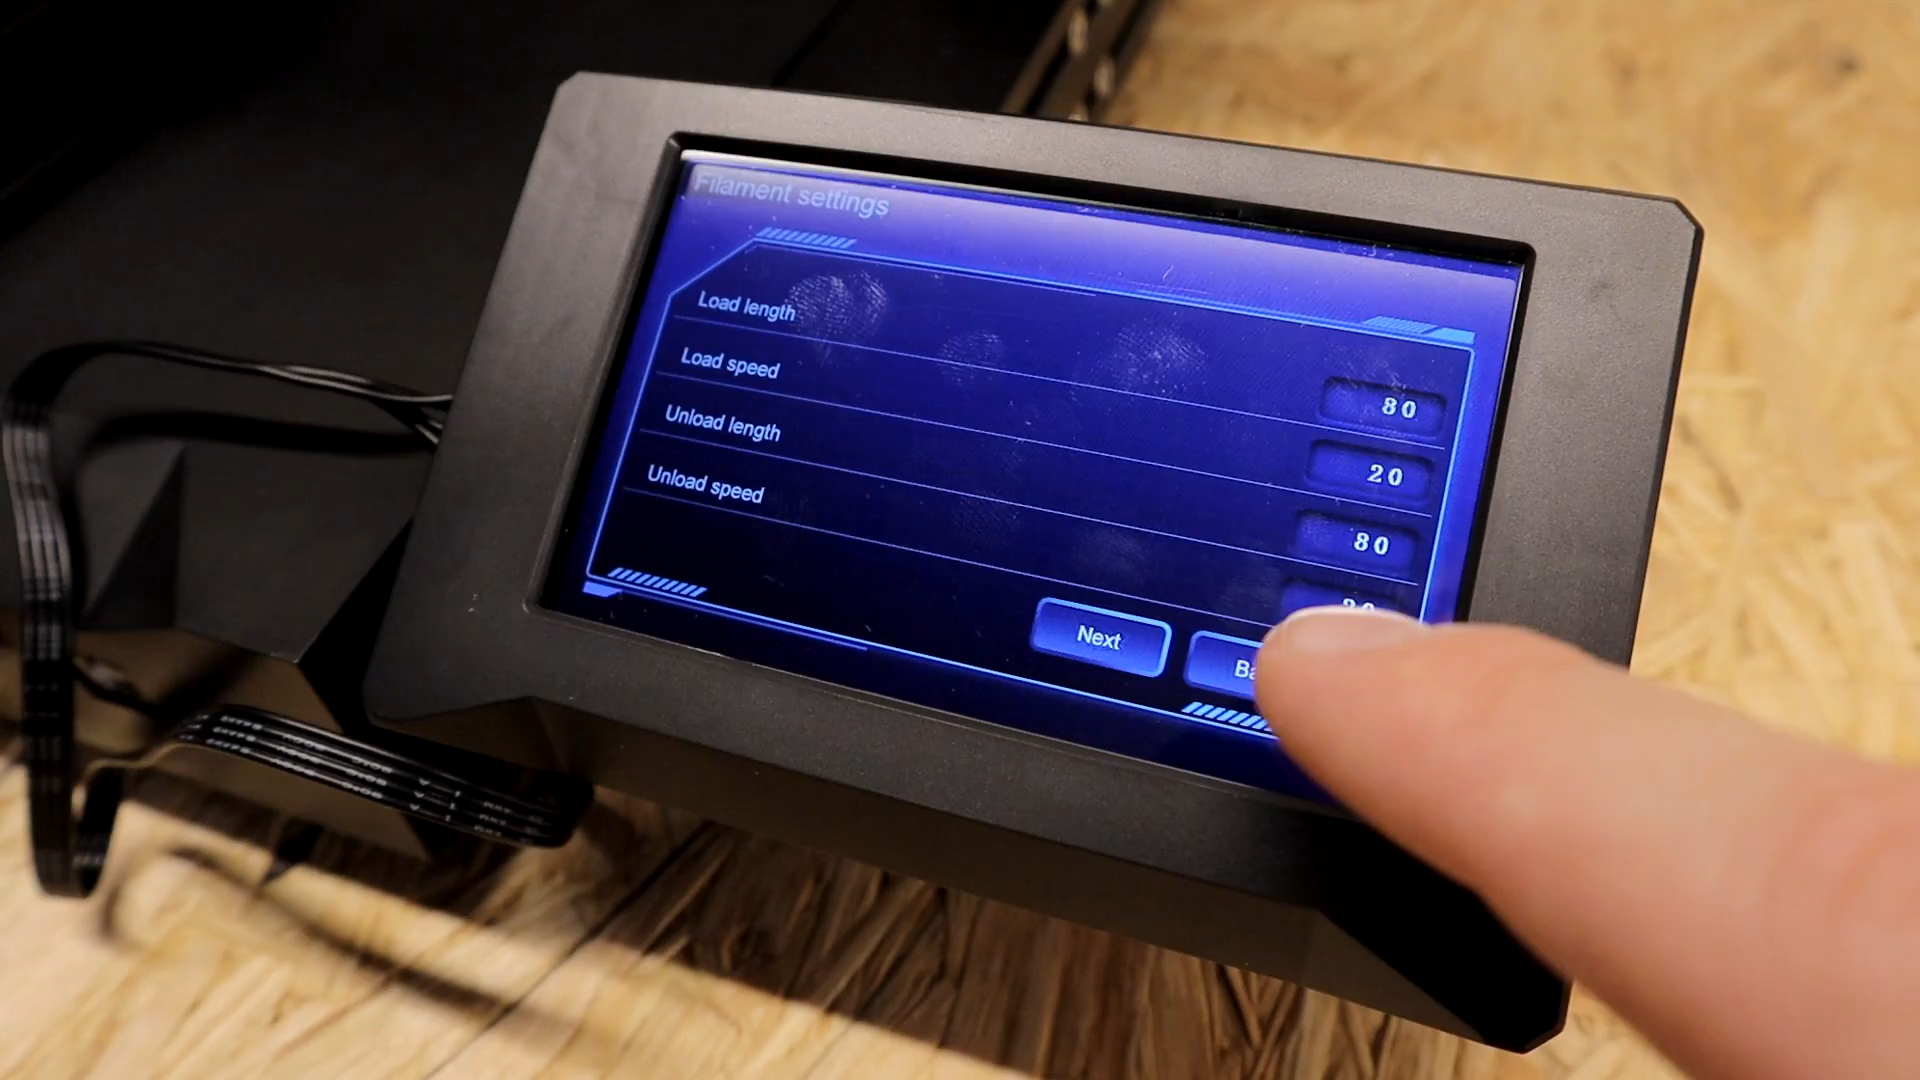 Filament settings
Load length 80
Load speed 20
Unload length 80
Unload speed
Next